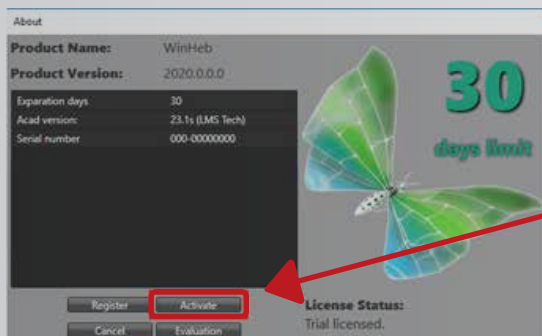 About
Product Name: WinHeb
Product Version: 2020.0.0.0
Exparation days 30
Acad version: 23.1s (LMS Tech)
Serial number 000-00000000
30
days limit
Register Activate
Cancel Evaluation
License Status:
Trial licensed.